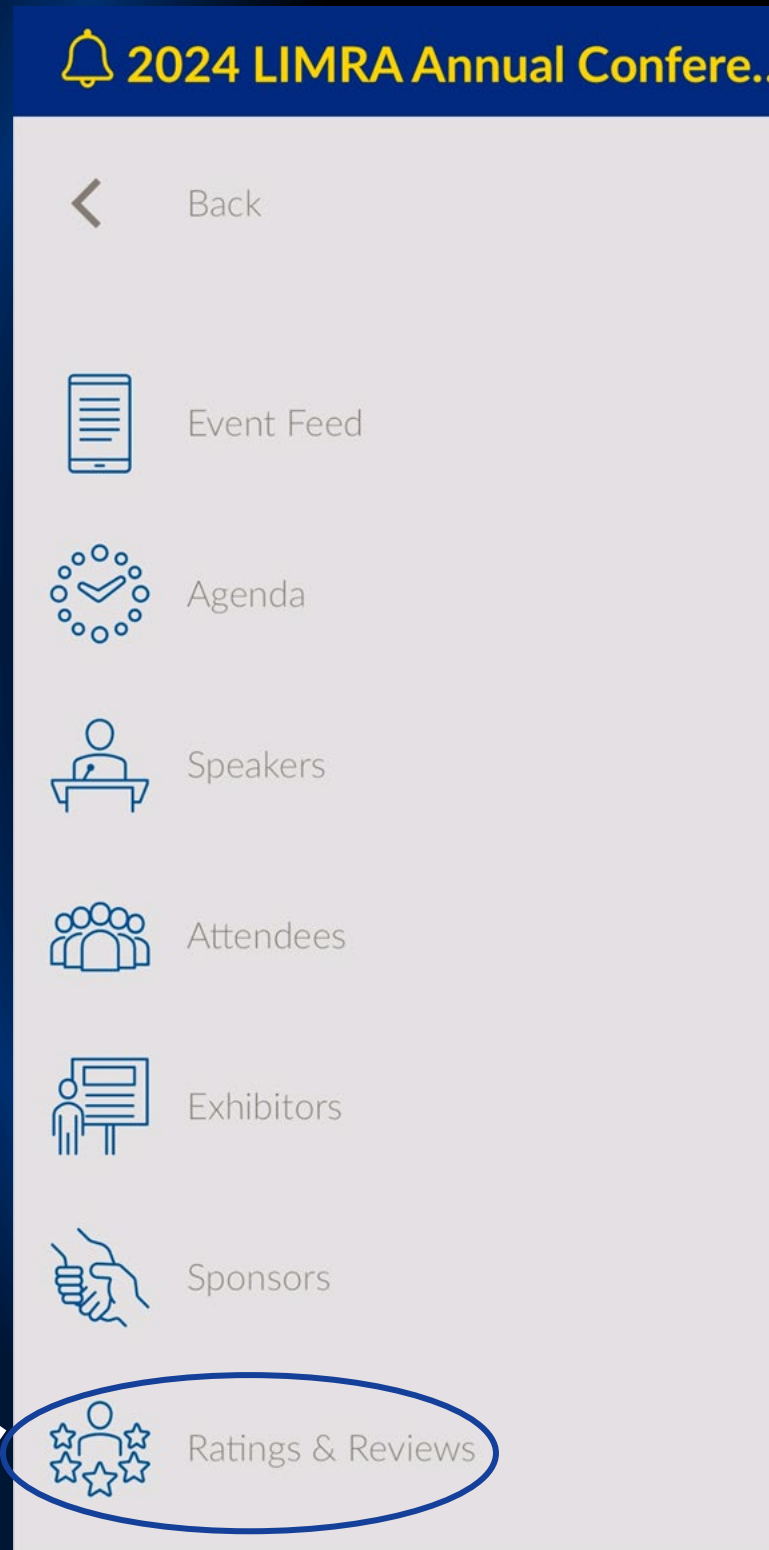 2024 LIMRA Annual Confere..
Back
Event Feed
Agenda
Speakers
Attendees
Exhibitors
Sponsors
Ratings & Reviews